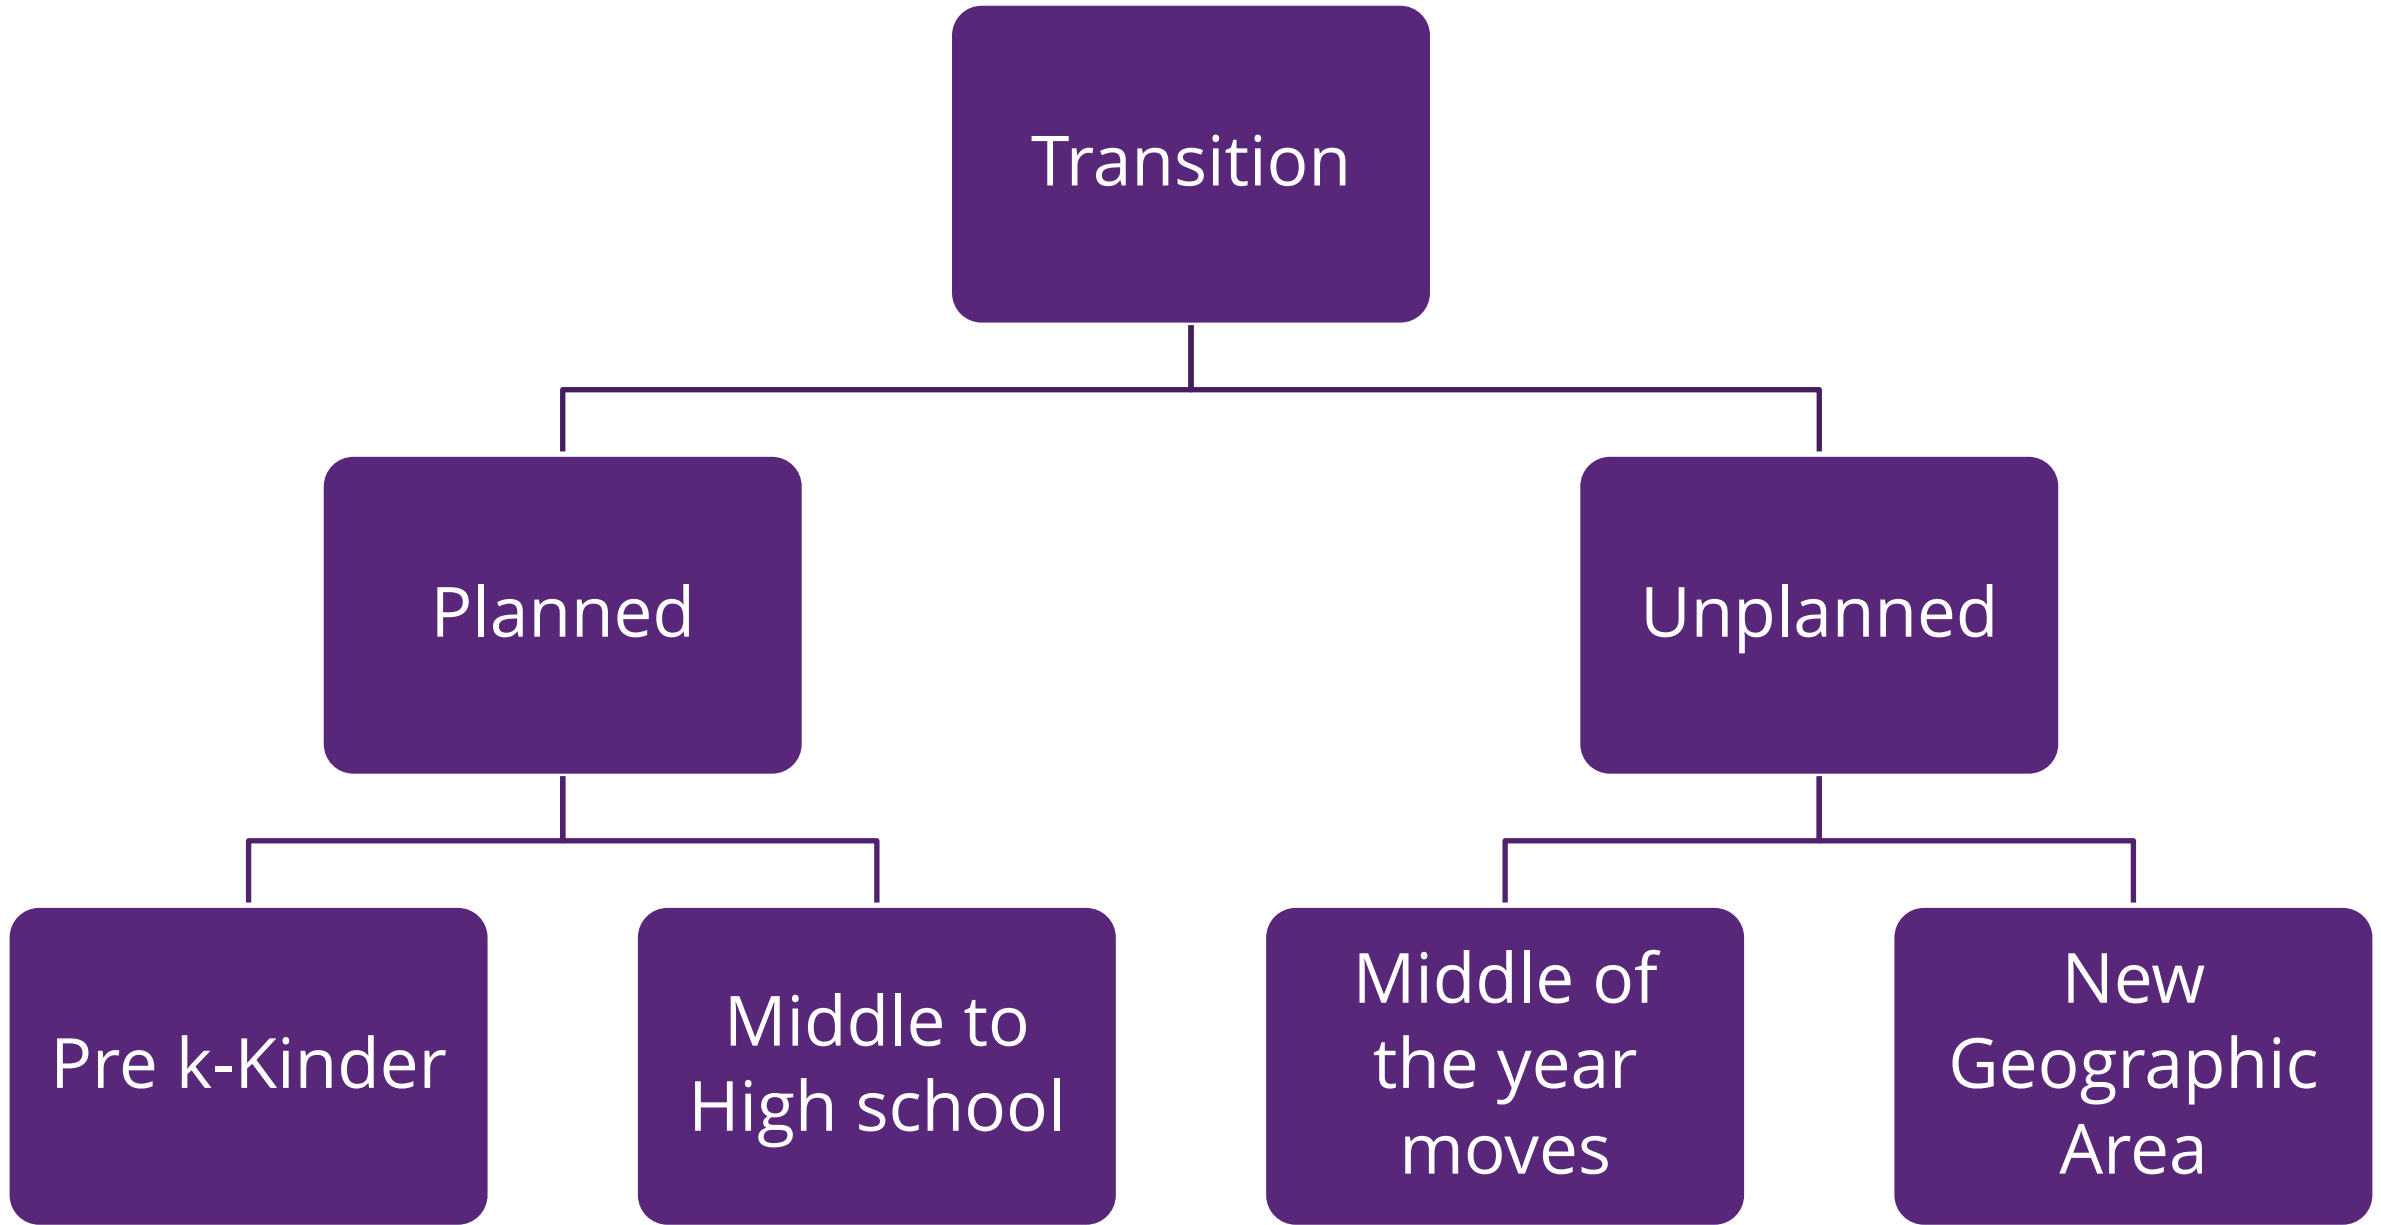 Transition
Planned
Unplanned
Pre k-Kinder
Middle to
High school
Middle of
the year
moves
New
Geographic
Area